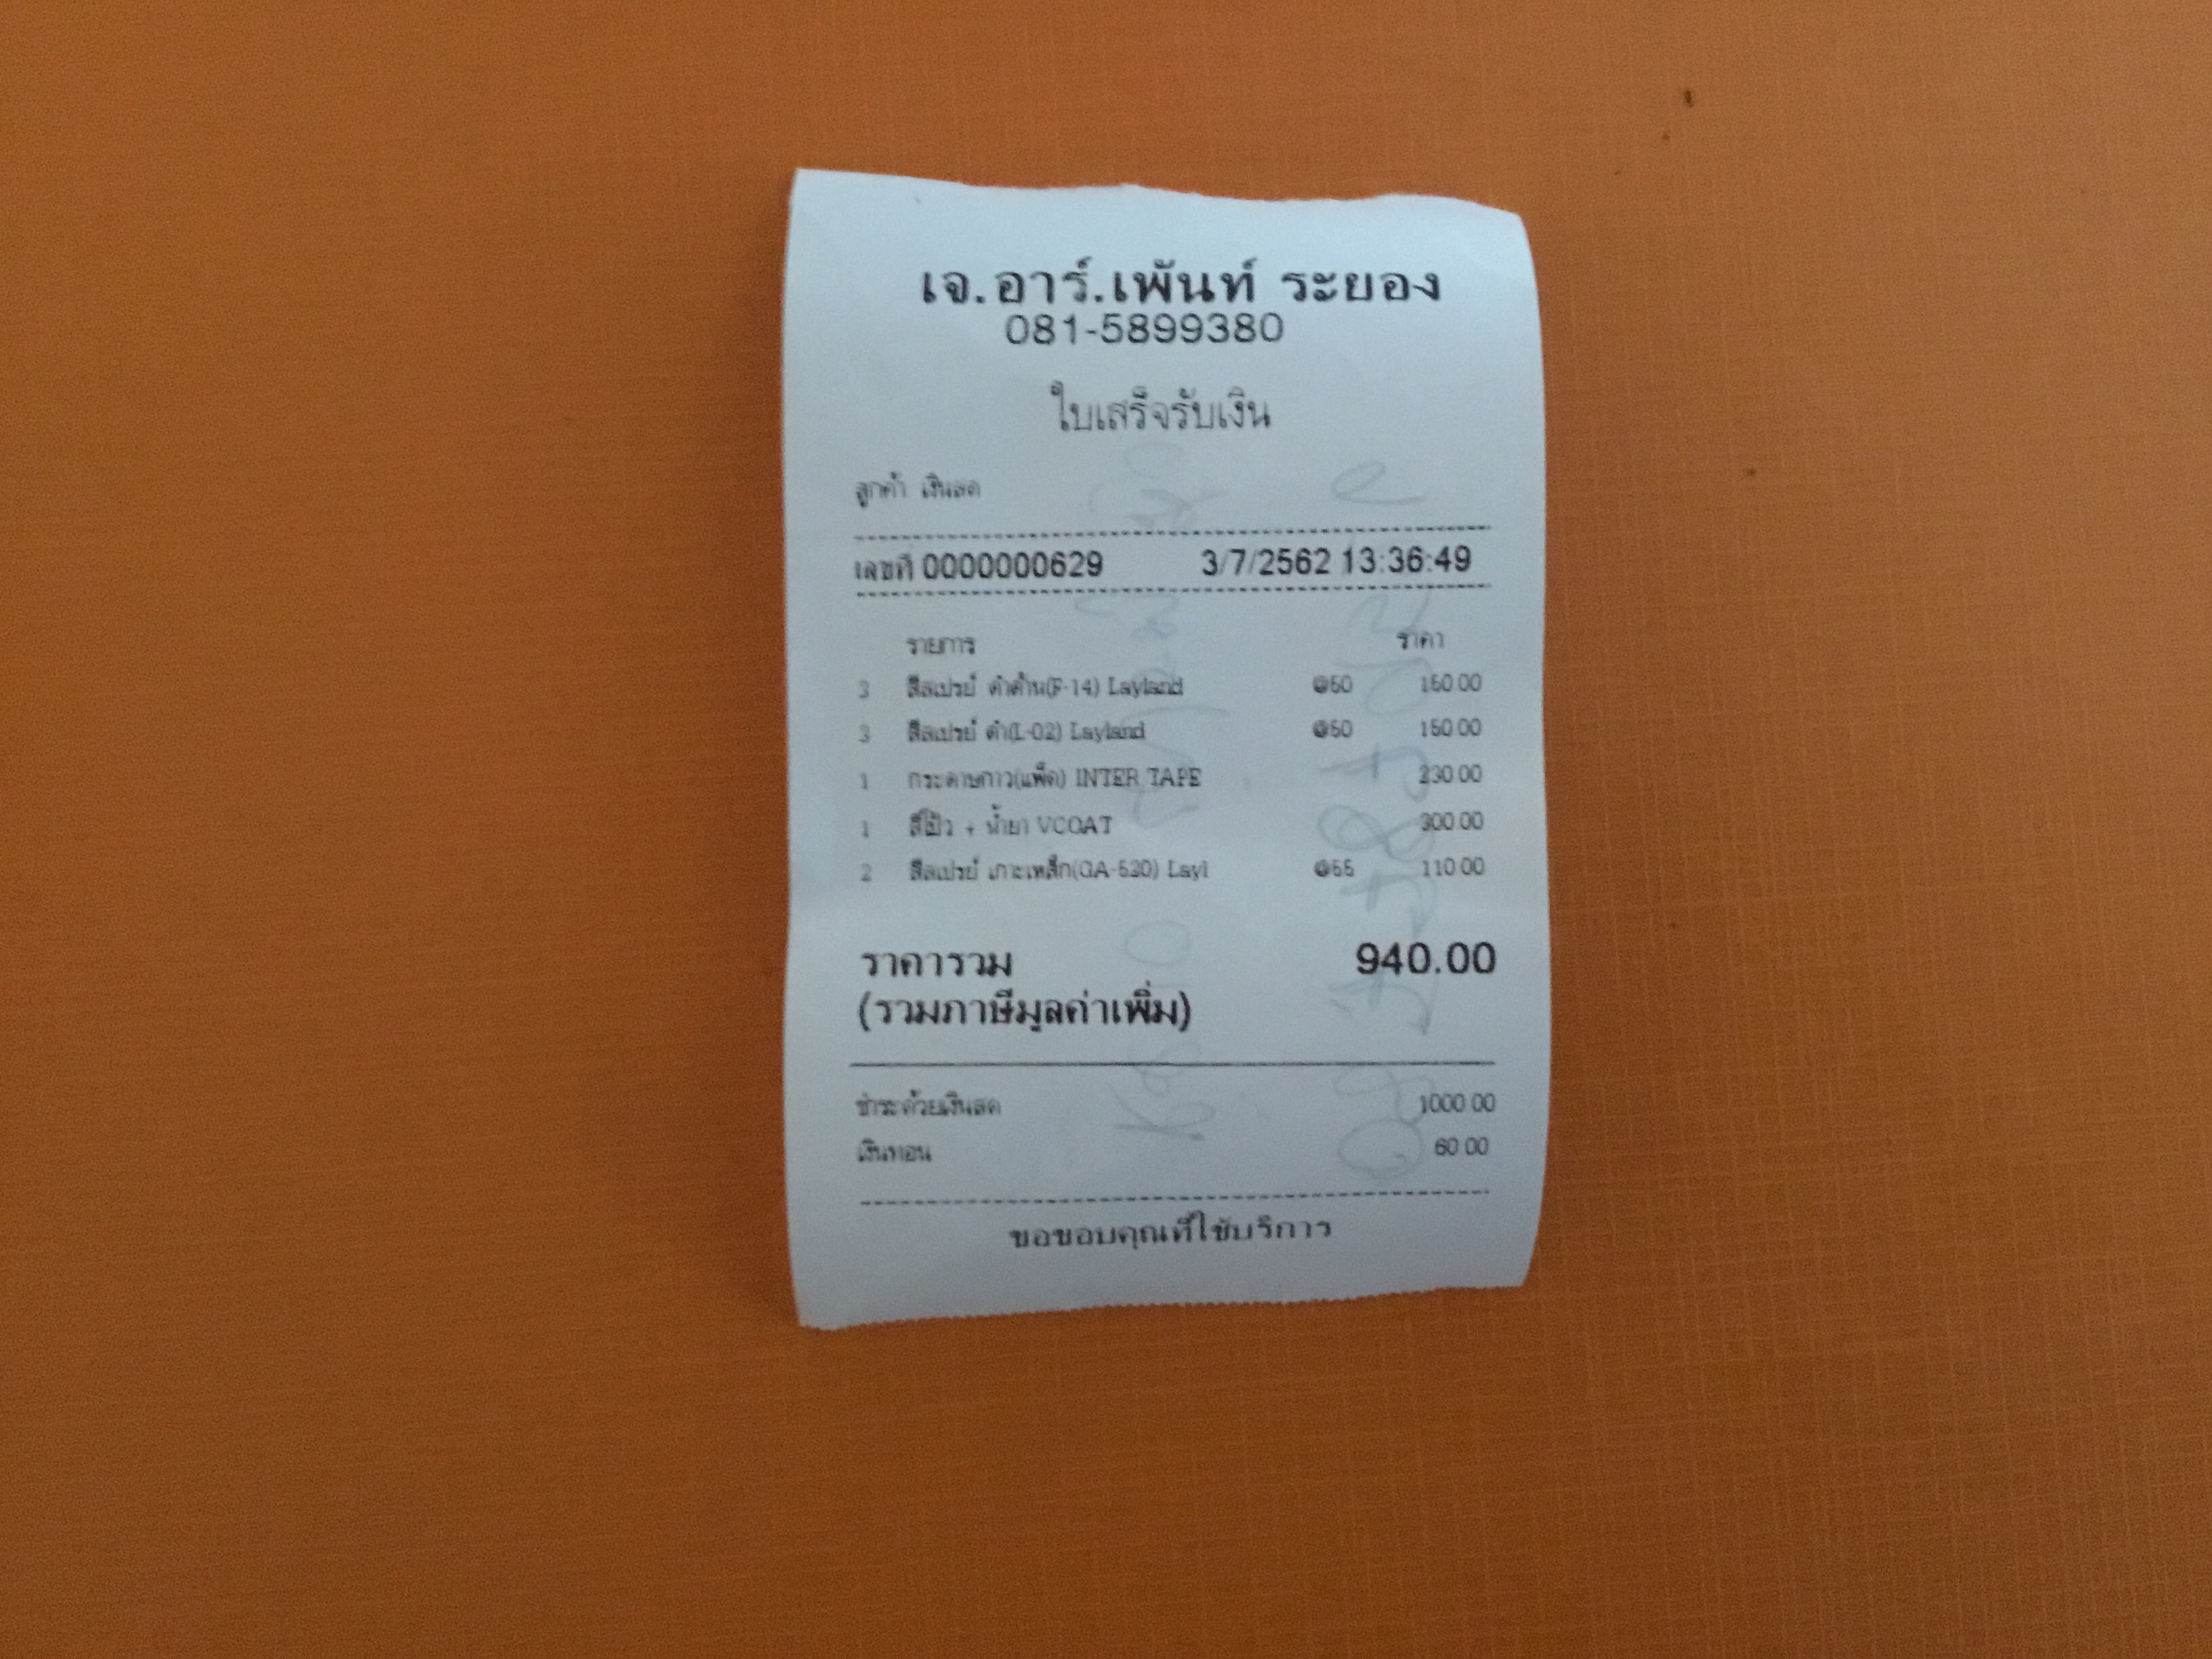 เจ.อาร์.เพ้นท์ ระยอง
081-5899380
ใบเสร็จรับเงิน
ลูกค้า เงินสด
เลขที่ 0000000629 3/7/2562 13:36:49
รายการ ราคา
3 สีสเปรย์ ดำด้าน(F-14) Layland @50 150.00
3 สีสเปรย์ ดำ(L-02) Layland @50 150.00
1 กระดาษกาว(แพ็ค) INTER TAPE 230.00
1 สีโป๊ว + น้ำยา VCOAT 300.00
2 สีสเปรย์ เกาะเหล็ก(GA-520) Layl @55 110.00
ราคารวม 940.00
(รวมภาษีมูลค่าเพิ่ม)
ชำระด้วยเงินสด 1000.00
เงินทอน 60.00
ขอขอบคุณที่ใช้บริการ